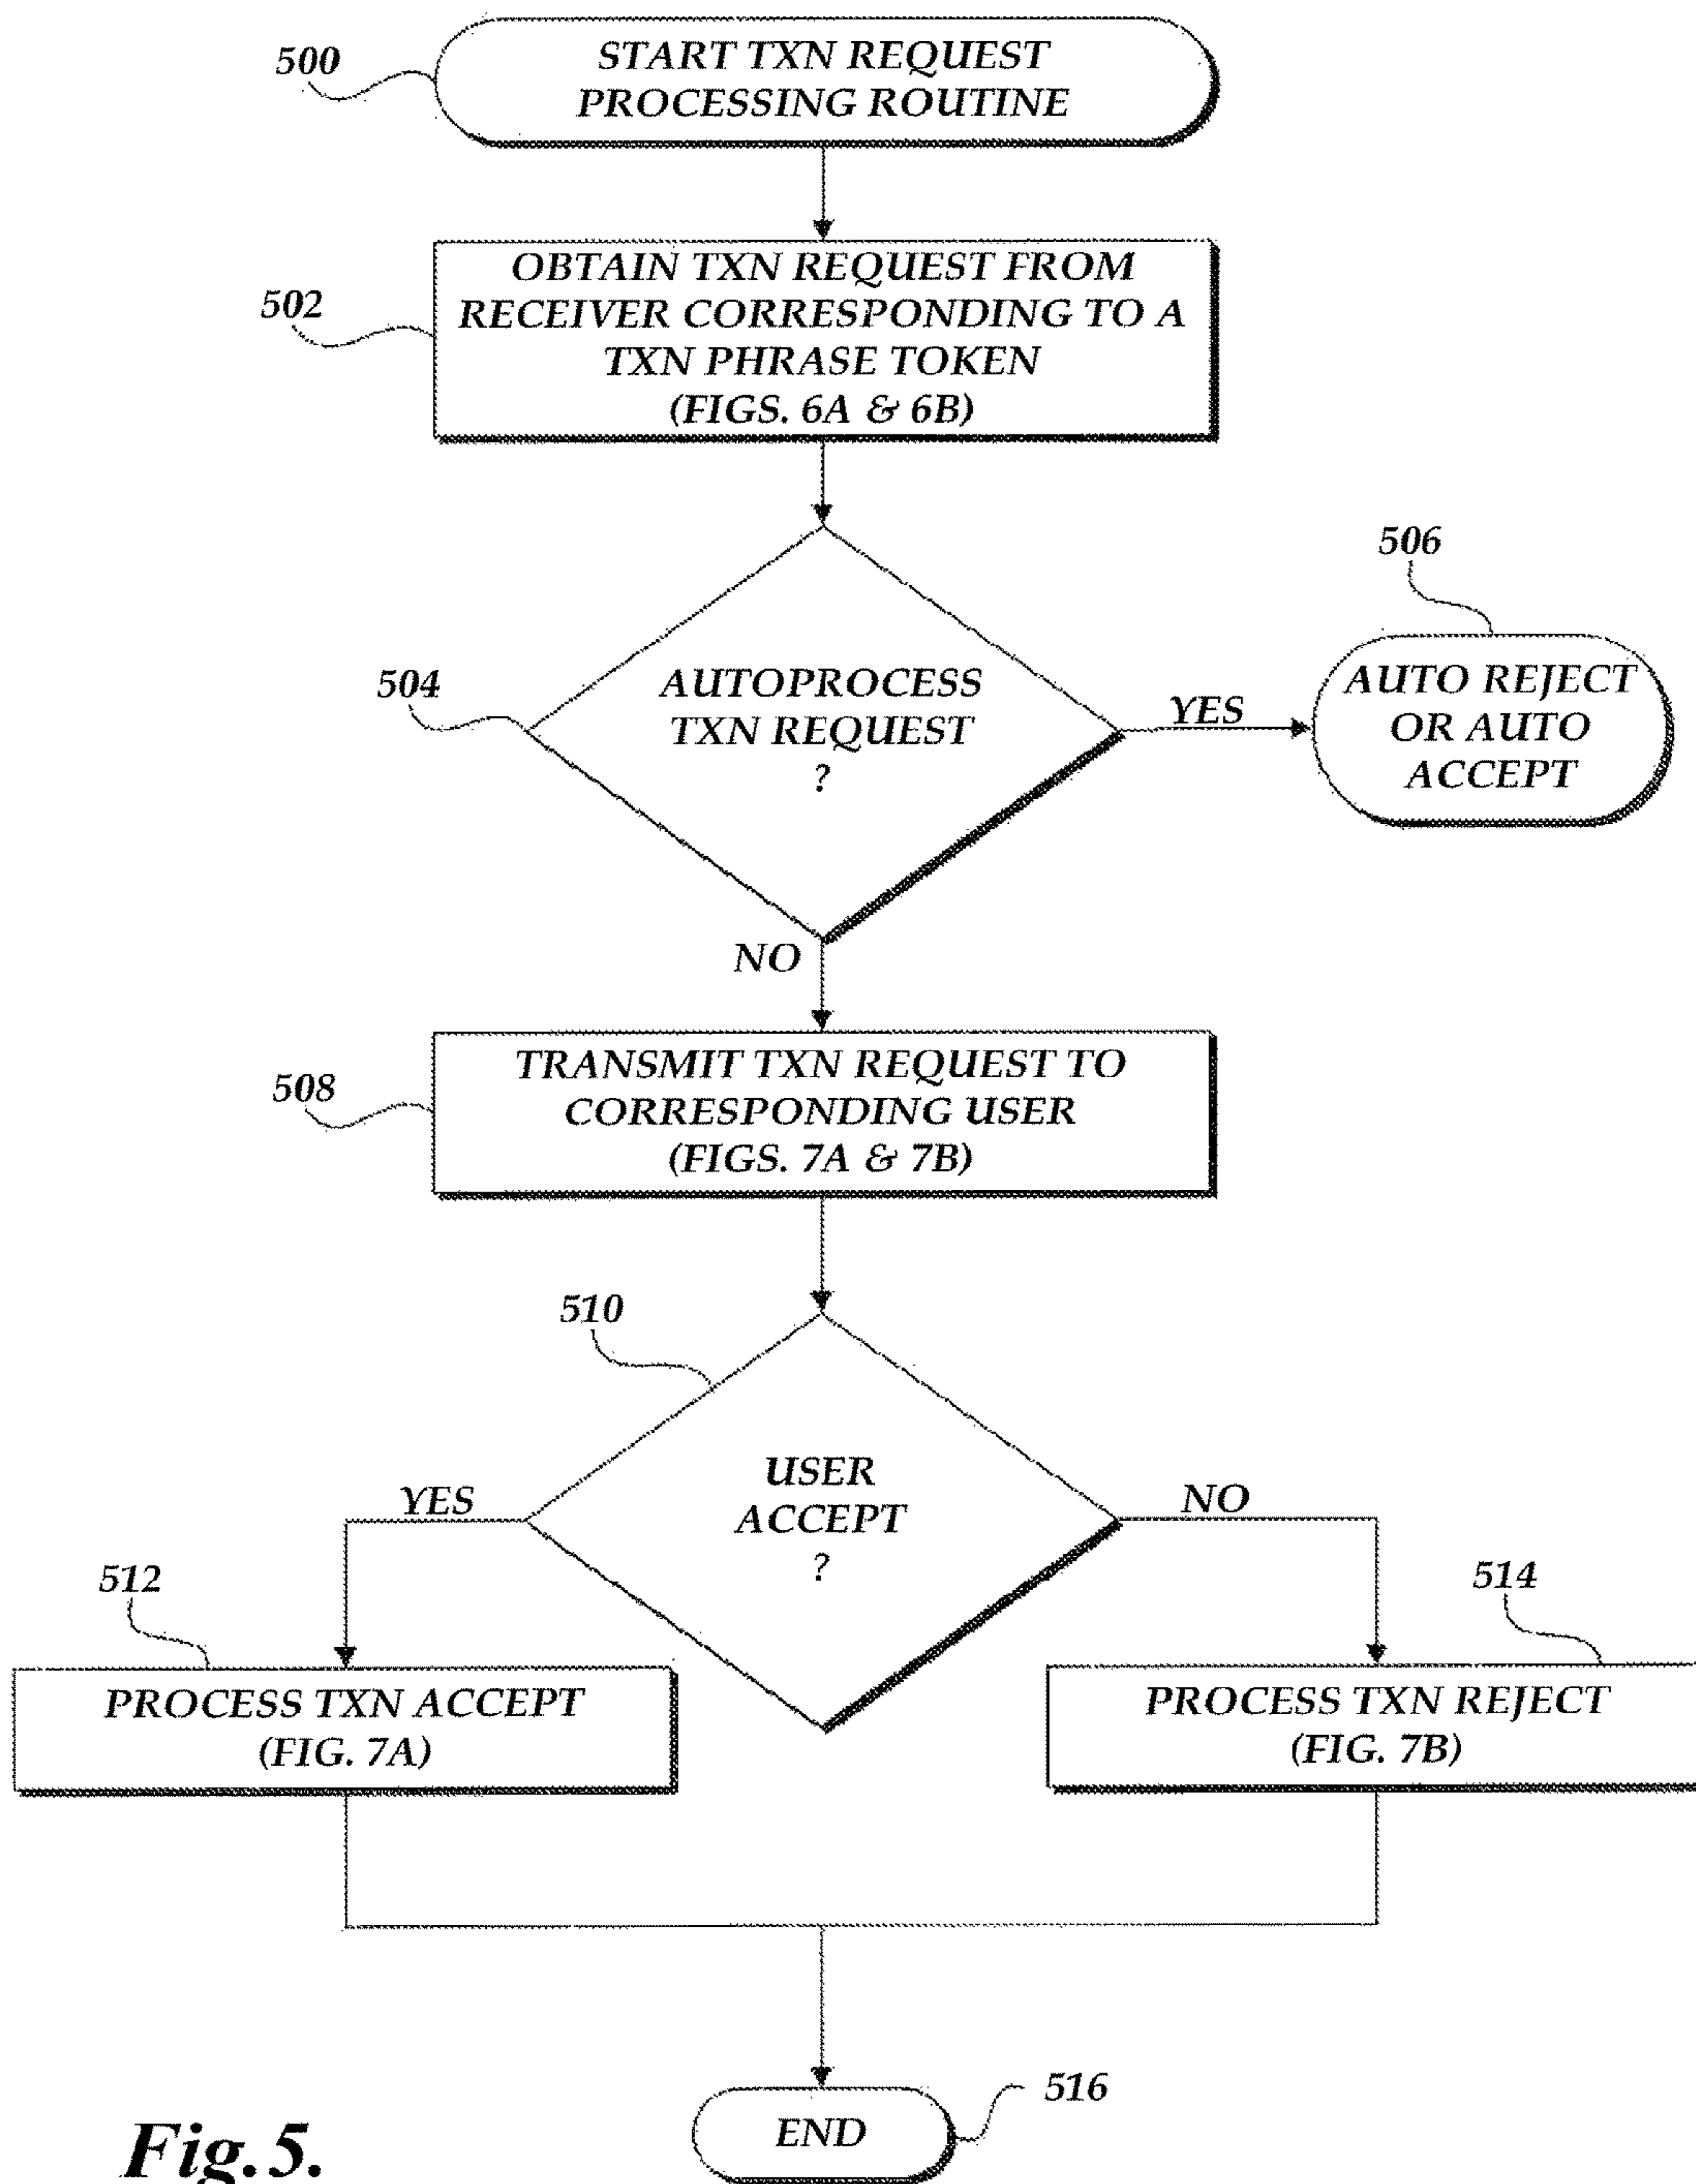 500
START TXN REQUEST
PROCESSING ROUTINE
502
OBTAIN TXN REQUEST FROM
RECEIVER CORRESPONDING TO A
TXN PHRASE TOKEN
(FIGS. 6A & 6B)
504
AUTOPROCESS
TXN REQUEST
?
YES
506
AUTO REJECT
OR AUTO
ACCEPT
NO
508
TRANSMIT TXN REQUEST TO
CORRESPONDING USER
(FIGS. 7A & 7B)
510
USER
ACCEPT
?
YES
NO
512
PROCESS TXN ACCEPT
(FIG. 7A)
514
PROCESS TXN REJECT
(FIG. 7B)
END
516
Fig.5.